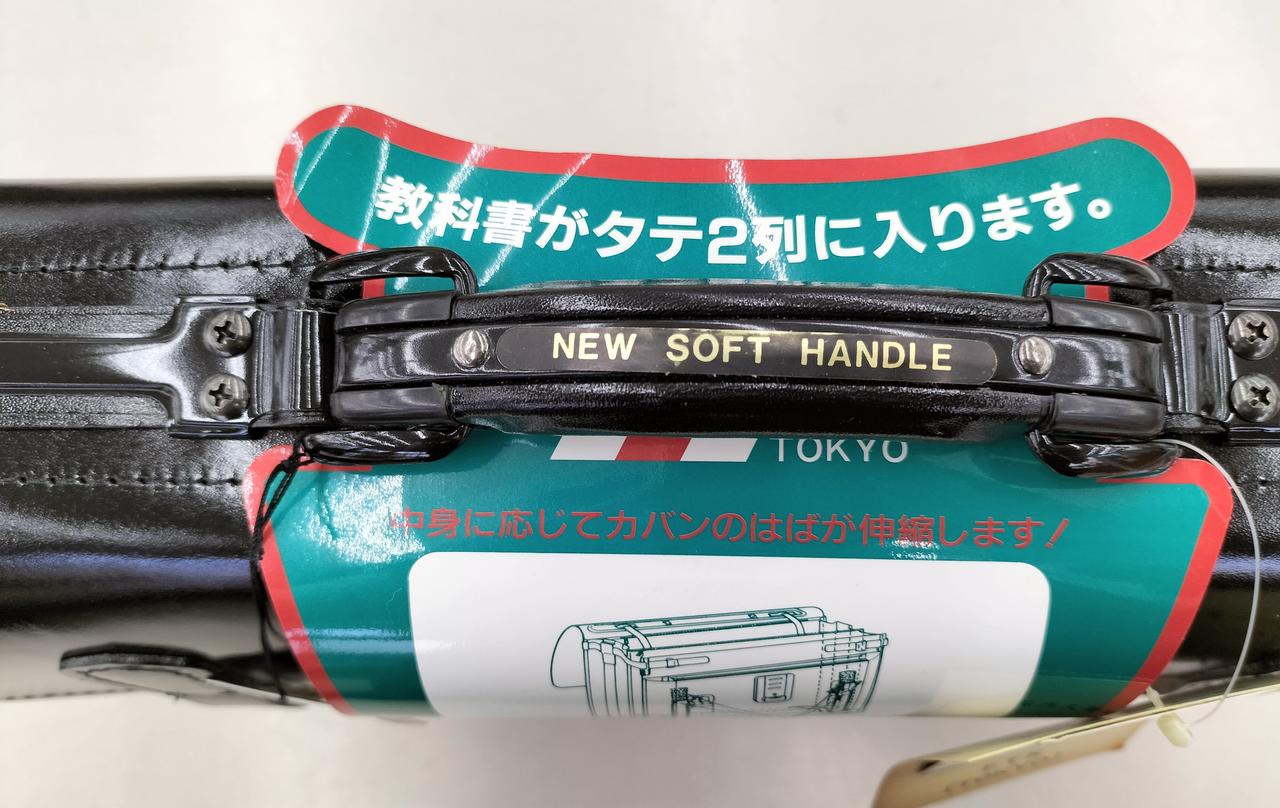 教科書がタテ2列に入ります。
NEW SOFT HANDLE
TOKYO
中身に応じてカバンのはばが伸縮します!